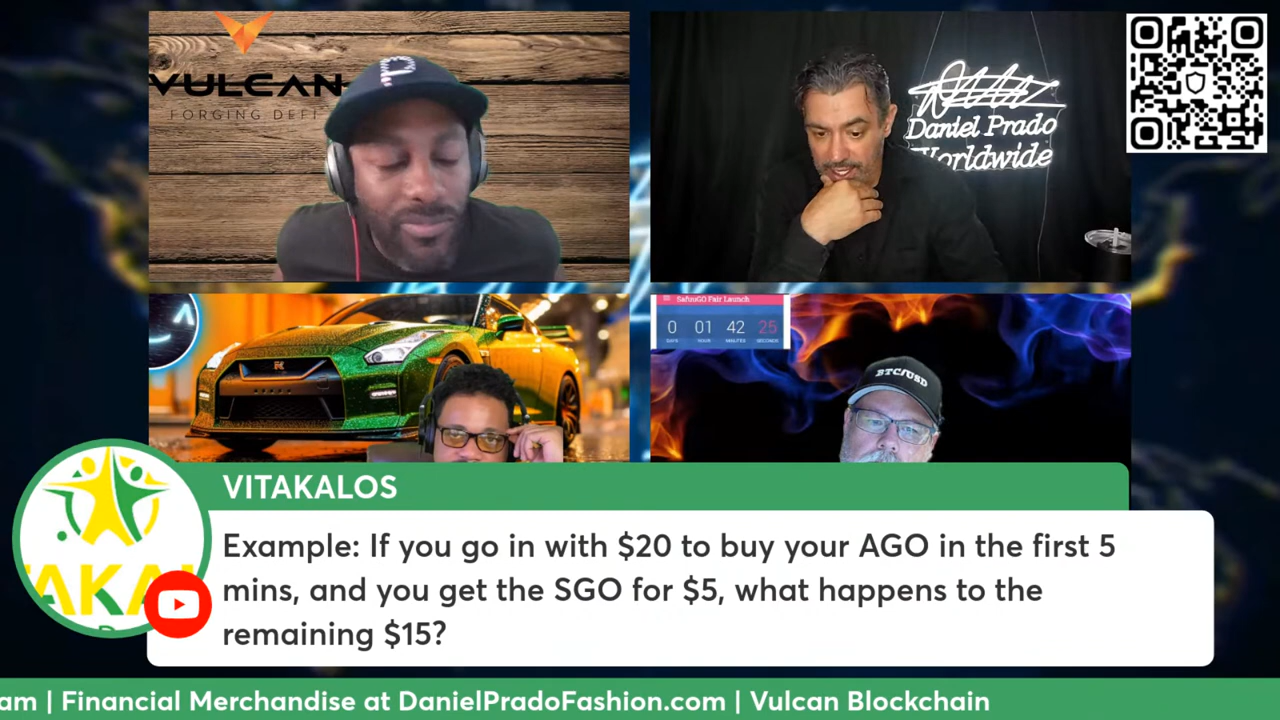 VULCAN
FORGING DEFI
Daniel Prado
Worldwide
SafuuGO Fair Launch
0 01 42 25
DAYS HOUR MINUTES SECONDS
BTC/USD
VITAKALOS
Example: If you go in with $20 to buy your AGO in the first 5
mins, and you get the SGO for $5, what happens to the
remaining $15?
TAKAL
am | Financial Merchandise at DanielPradoFashion.com | Vulcan Blockchain